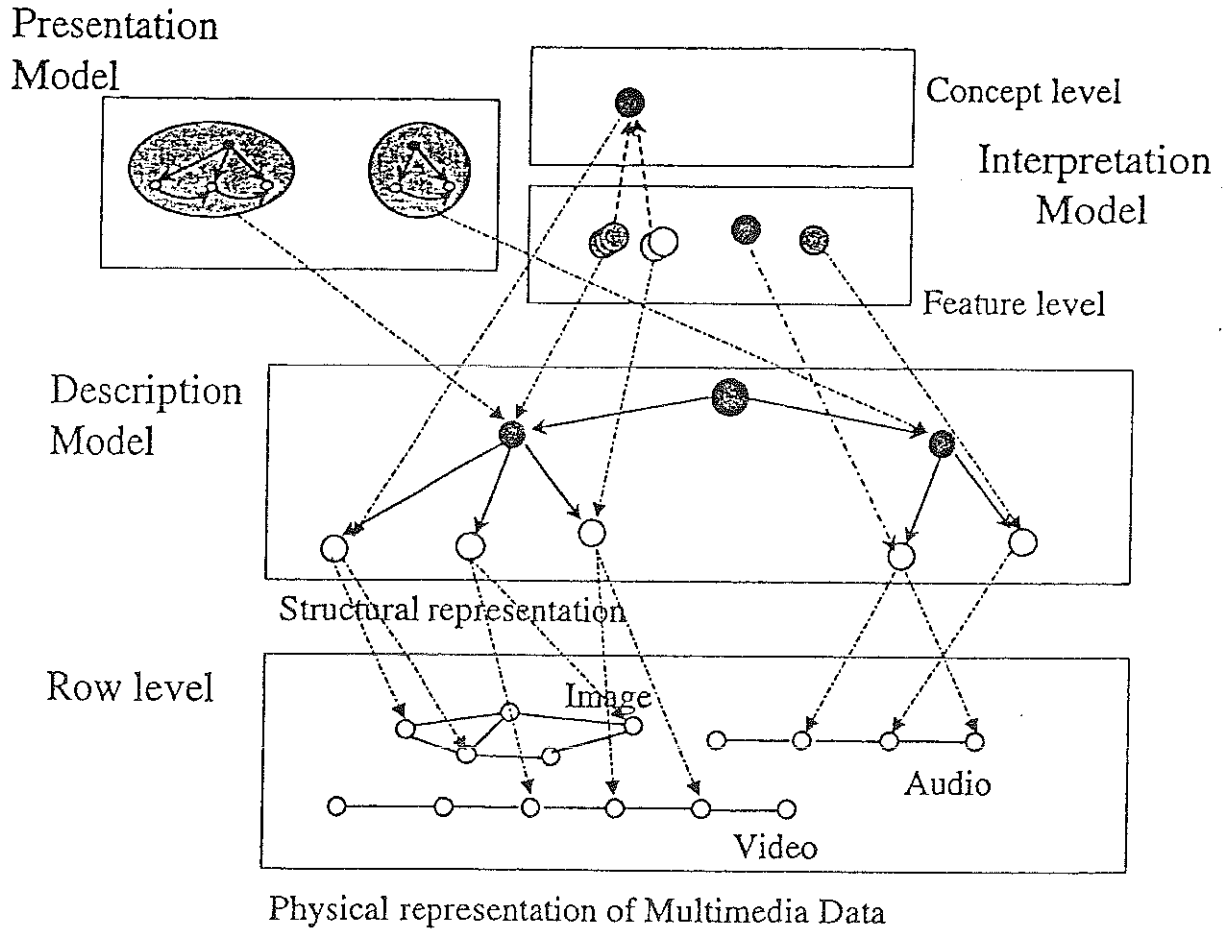 Presentation
Model
Concept level
Interpretation
Model
Feature level
Description
Model
Structural representation
Row level
Image
Audio
Video
Physical representation of Multimedia Data